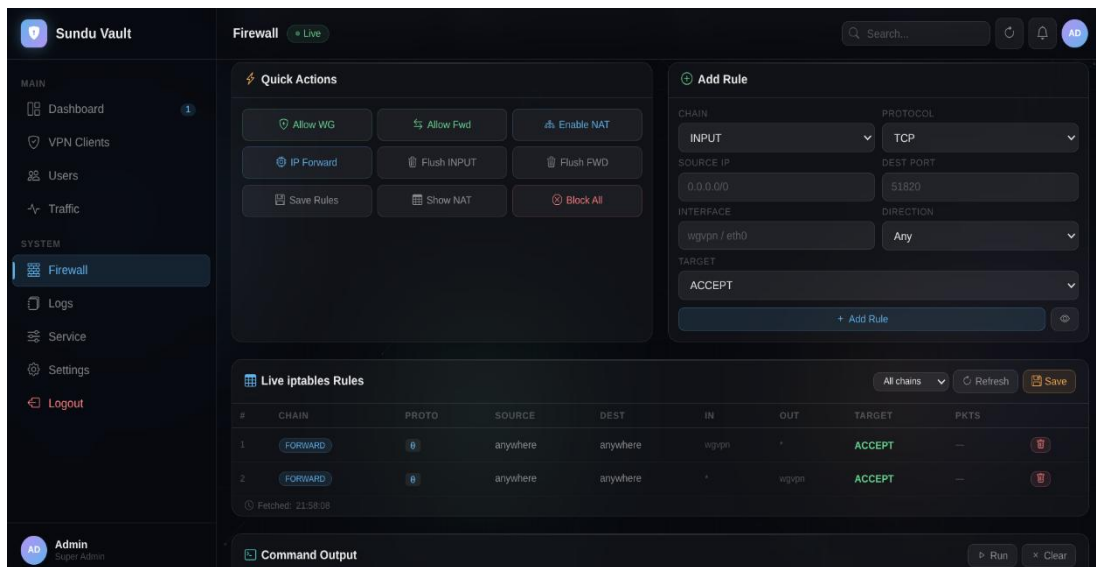 Sundu Vault
Firewall • Live
Search...
AD
MAIN
Dashboard 1
VPN Clients
Users
Traffic
SYSTEM
Firewall
Logs
Service
Settings
Logout
AD Admin
Super Admin
Quick Actions
Allow WG Allow Fwd Enable NAT
IP Forward Flush INPUT Flush FWD
Save Rules Show NAT Block All
Add Rule
CHAIN PROTOCOL
INPUT TCP
SOURCE IP DEST PORT
0.0.0.0/0 51820
INTERFACE DIRECTION
wgvpn / eth0 Any
TARGET
ACCEPT
+ Add Rule
Live iptables Rules All chains Refresh Save
# CHAIN PROTO SOURCE DEST IN OUT TARGET PKTS
1 FORWARD 0 anywhere anywhere wgvpn * ACCEPT —
2 FORWARD 0 anywhere anywhere * wgvpn ACCEPT —
Fetched: 21:58:08
Command Output Run × Clear